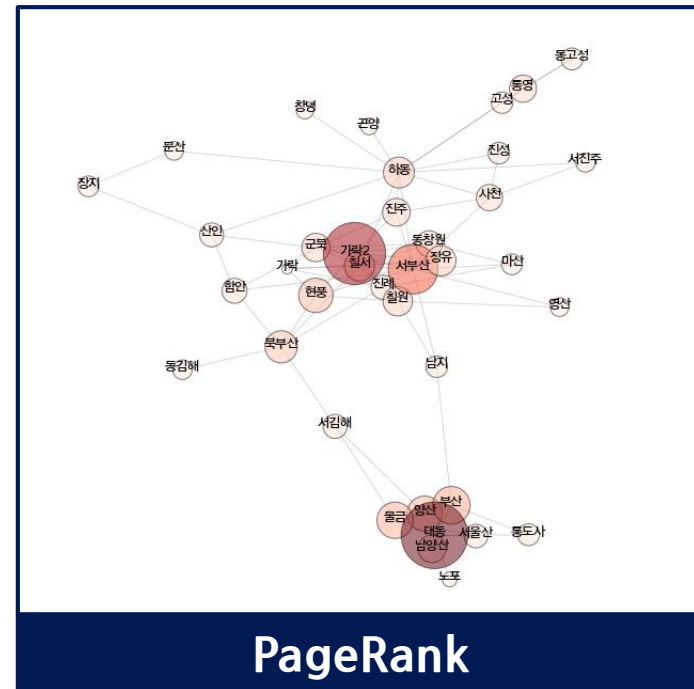 동고성
통영
고성
창녕
곤양
문산
진성
서진주
하동
장지
사천
진주
산인
군북
동창원
가락2
장유
가락
칠서
서부산
마산
함안
현풍
진례
칠원
영산
북부산
동김해
남지
서김해
부산
물금
양산
대동
서울산
통도사
남양산
노포
PageRank